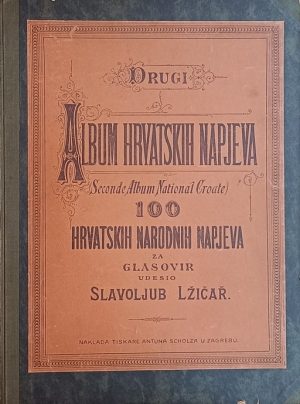 DRUGI
ALBUM HRVATSKIH NAPJEVA
(Seconde Album National Croate)
100
HRVATSKIH NARODNIH NAPJEVA
ZA
GLASOVIR
UDESIO
SLAVOLJUB LŽIČAŘ.
NAKLADA TISKARE ANTUNA SCHOLZA U ZAGREBU.